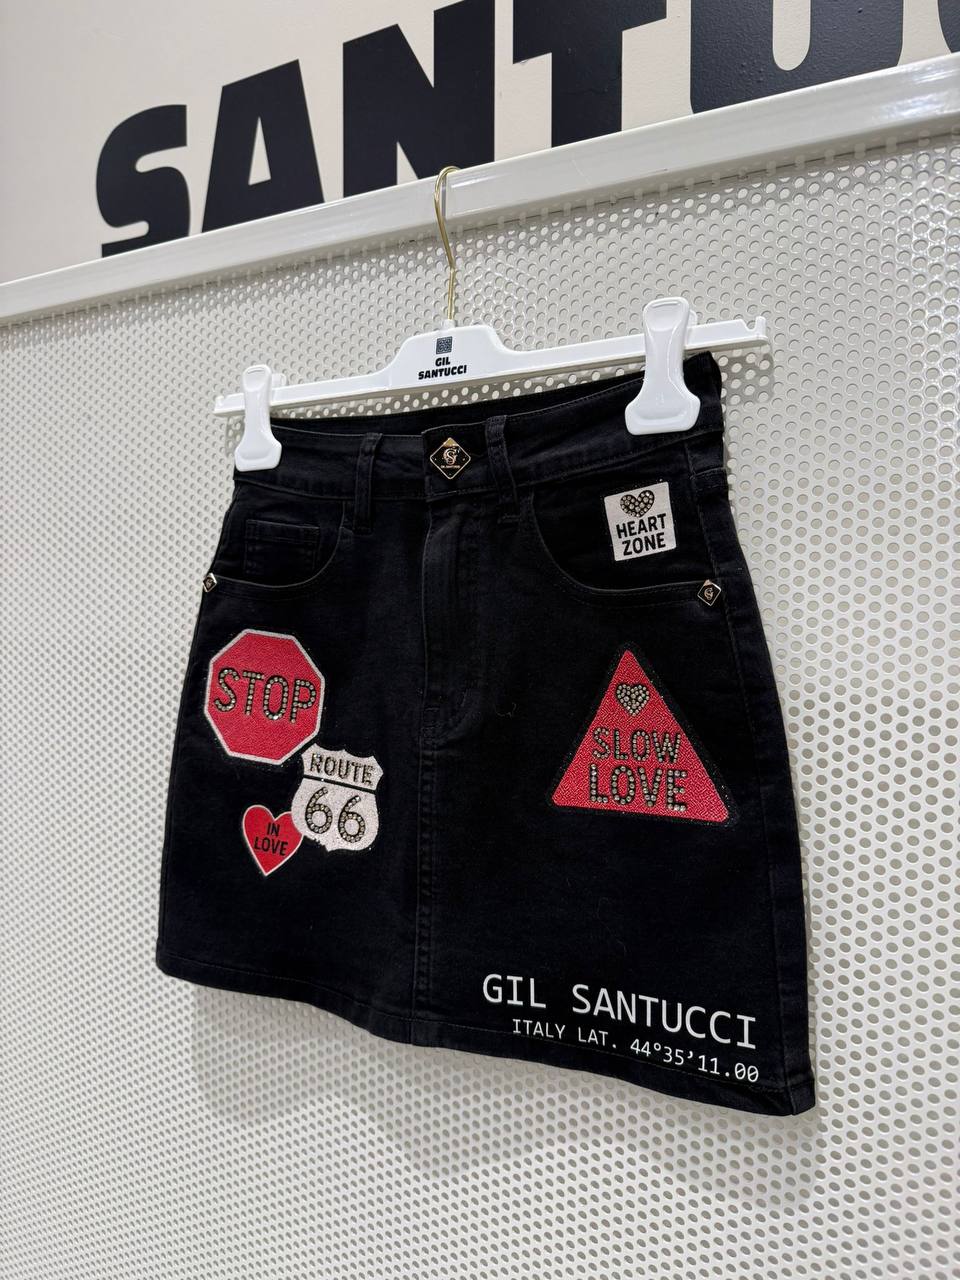 SANTUC
GIL
SANTUCCI
HEART
ZONE
STOP
ROUTE
66
IN
LOVE
SLOW
LOVE
GIL SANTUCCI
ITALY LAT. 44°35’11.00